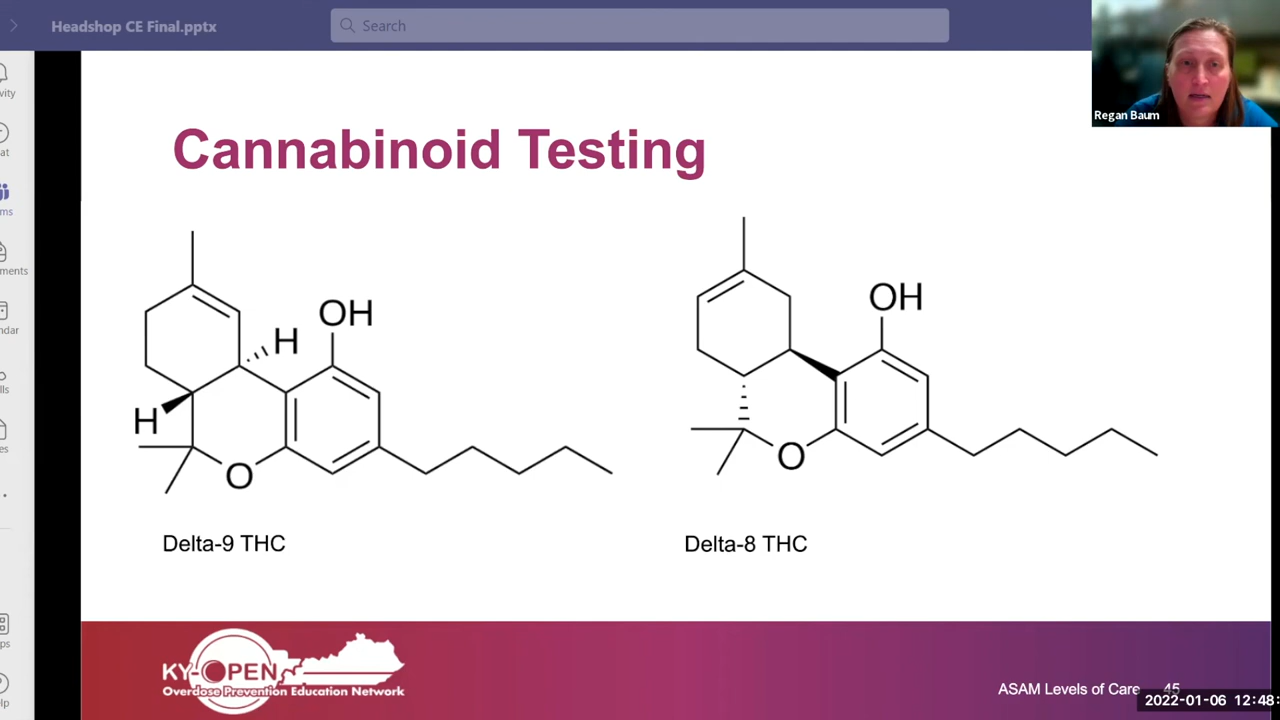 Headshop CE Final.pptx
Search
Regan Baum
Cannabinoid Testing
OH
H
H
O
OH
O
Delta-9 THC
Delta-8 THC
KY-OPEN
Overdose Prevention Education Network
ASAM Levels of Care
45
2022-01-06 12:48: